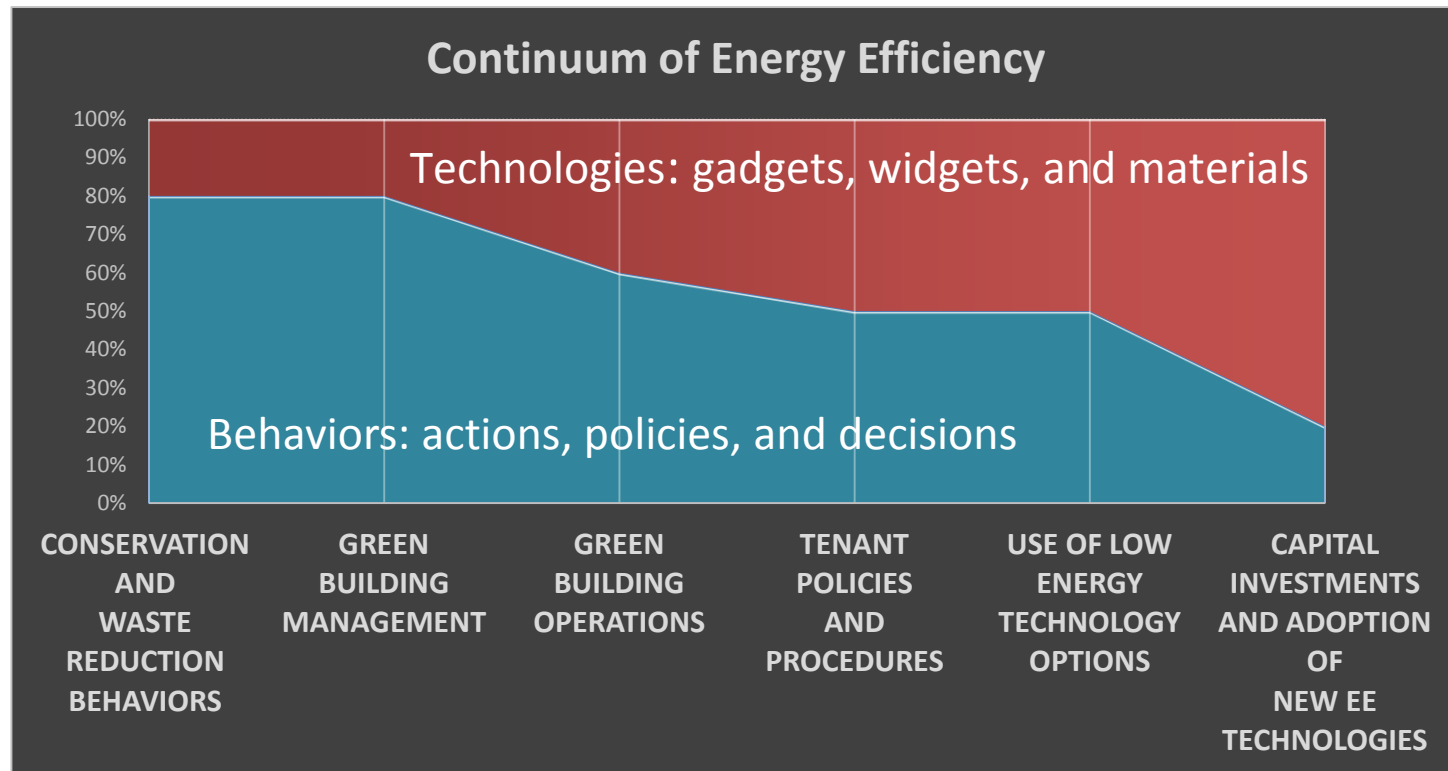 Continuum of Energy Efficiency
100%
90%
80%
70%
60%
50%
40%
30%
20%
10%
0%
Technologies: gadgets, widgets, and materials
Behaviors: actions, policies, and decisions
CONSERVATION
AND
WASTE
REDUCTION
BEHAVIORS
GREEN
BUILDING
MANAGEMENT
GREEN
BUILDING
OPERATIONS
TENANT
POLICIES
AND
PROCEDURES
USE OF LOW
ENERGY
TECHNOLOGY
OPTIONS
CAPITAL
INVESTMENTS
AND ADOPTION
OF
NEW EE
TECHNOLOGIES